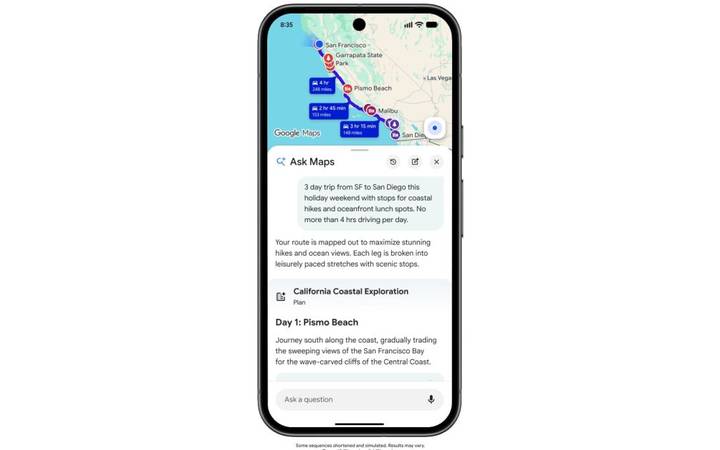 8:35
San Francisco
Garrapata State
Park
4 hr
248 miles
Pismo Beach
Las Vegas
2 hr 45 min
153 miles
Malibu
3 hr 15 min
148 miles
San Die
Google Maps
Ask Maps
3 day trip from SF to San Diego this
holiday weekend with stops for coastal
hikes and oceanfront lunch spots. No
more than 4 hrs driving per day.
Your route is mapped out to maximize stunning
hikes and ocean views. Each leg is broken into
leisurely paced stretches with scenic stops.
California Coastal Exploration
Plan
Day 1: Pismo Beach
Journey south along the coast, gradually trading
the sweeping views of the San Francisco Bay
for the wave-carved cliffs of the Central Coast.
Ask a question
Some sequences shortened and simulated. Results may vary.